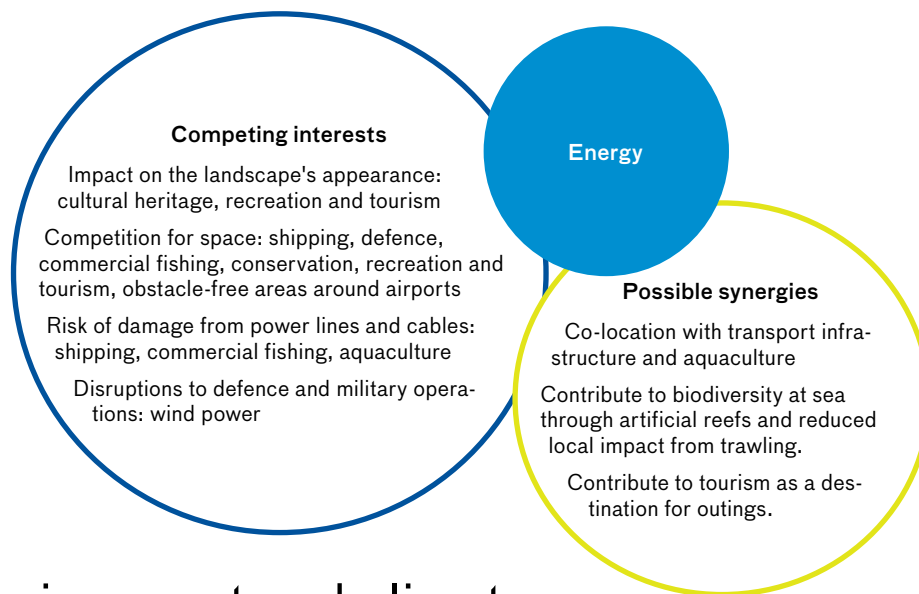 Competing interests
Impact on the landscape's appearance:
cultural heritage, recreation and tourism
Competition for space: shipping, defence,
commercial fishing, conservation, recreation and
tourism, obstacle-free areas around airports
Risk of damage from power lines and cables:
shipping, commercial fishing, aquaculture
Disruptions to defence and military opera-
tions: wind power
Energy
Possible synergies
Co-location with transport infra-
structure and aquaculture
Contribute to biodiversity at sea
through artificial reefs and reduced
local impact from trawling.
Contribute to tourism as a des-
tination for outings.